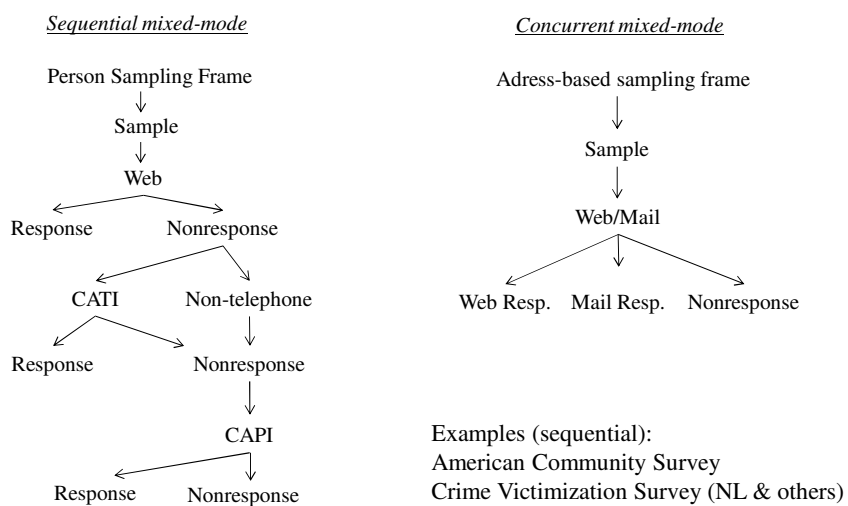 Sequential mixed-mode
Person Sampling Frame
Sample
Web
Response Nonresponse
CATI Non-telephone
Response Nonresponse
CAPI
Response Nonresponse
Concurrent mixed-mode
Adress-based sampling frame
Sample
Web/Mail
Web Resp. Mail Resp. Nonresponse
Examples (sequential):
American Community Survey
Crime Victimization Survey (NL & others)